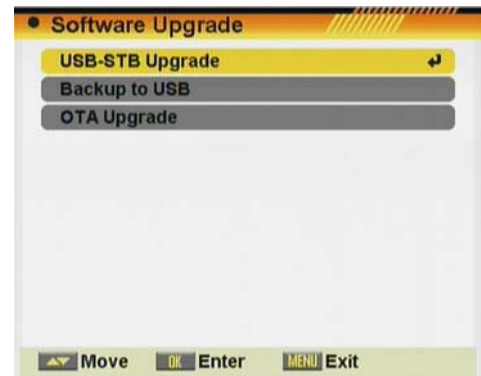 Software Upgrade
USB-STB Upgrade
Backup to USB
OTA Upgrade
Move OK Enter MENU Exit